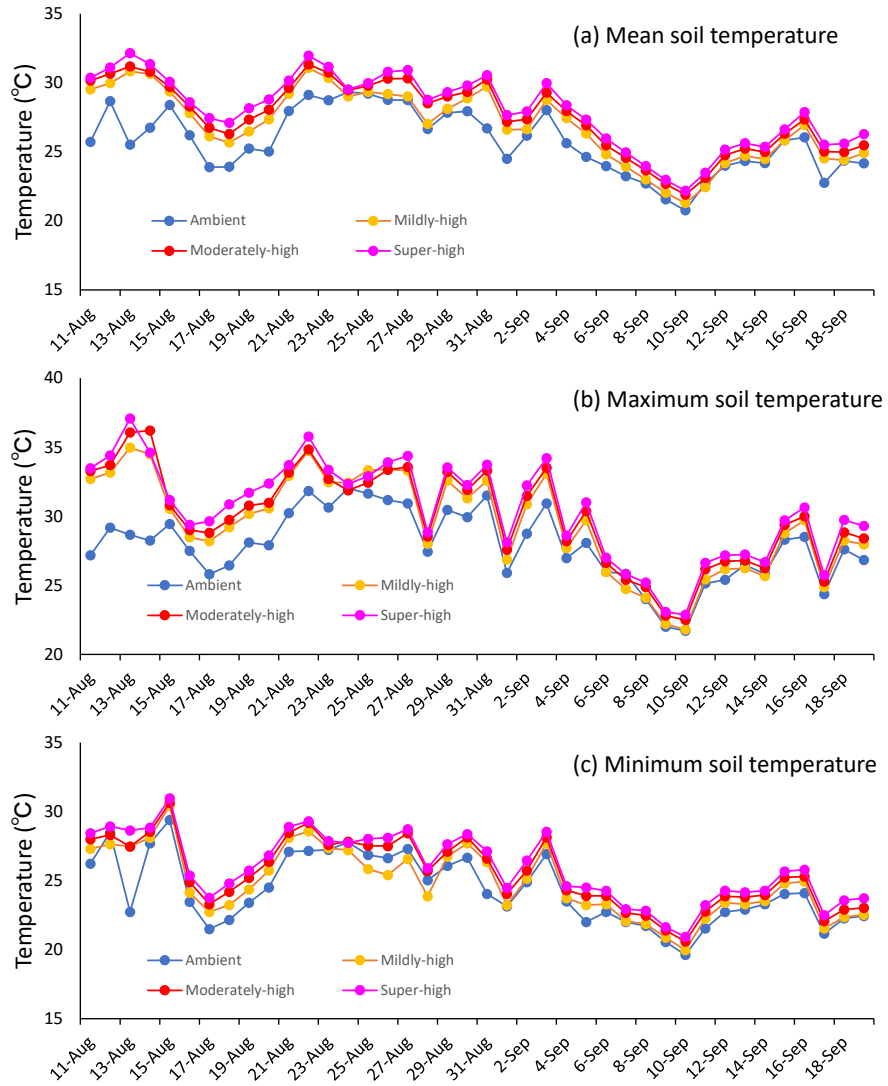 35
(a) Mean soil temperature
30
25
20
15
Temperature (℃)
Ambient
Mildly-high
Moderately-high
Super-high
11-Aug
13-Aug
15-Aug
17-Aug
19-Aug
21-Aug
23-Aug
25-Aug
27-Aug
29-Aug
31-Aug
2-Sep
4-Sep
6-Sep
8-Sep
10-Sep
12-Sep
14-Sep
16-Sep
18-Sep
40
(b) Maximum soil temperature
35
30
25
20
Temperature (℃)
Ambient
Mildly-high
Moderately-high
Super-high
11-Aug
13-Aug
15-Aug
17-Aug
19-Aug
21-Aug
23-Aug
25-Aug
27-Aug
29-Aug
31-Aug
2-Sep
4-Sep
6-Sep
8-Sep
10-Sep
12-Sep
14-Sep
16-Sep
18-Sep
35
(c) Minimum soil temperature
30
25
20
15
Temperature (℃)
Ambient
Mildly-high
Moderately-high
Super-high
11-Aug
13-Aug
15-Aug
17-Aug
19-Aug
21-Aug
23-Aug
25-Aug
27-Aug
29-Aug
31-Aug
2-Sep
4-Sep
6-Sep
8-Sep
10-Sep
12-Sep
14-Sep
16-Sep
18-Sep